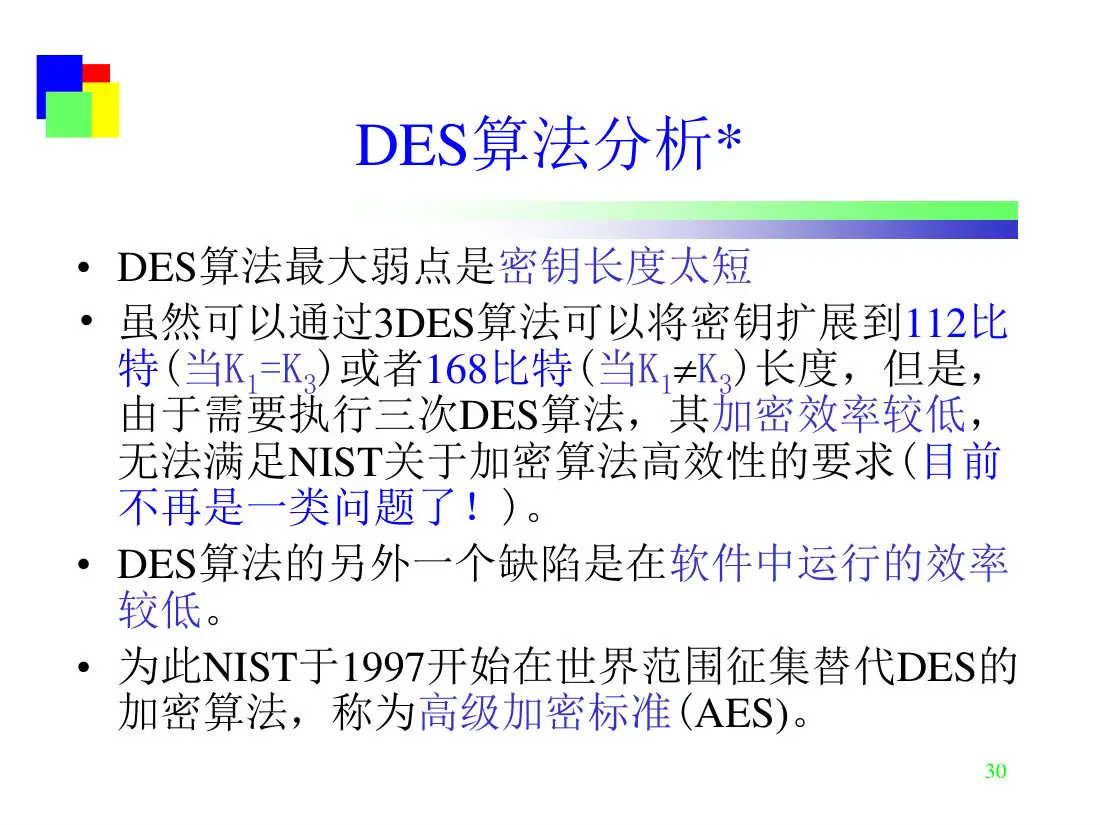 DES算法分析*
• DES算法最大弱点是密钥长度太短
• 虽然可以通过3DES算法可以将密钥扩展到112比
特(当K₁=K₃)或者168比特(当K₁≠K₃)长度，但是，
由于需要执行三次DES算法，其加密效率较低，
无法满足NIST关于加密算法高效性的要求(目前
不再是一类问题了！)。
• DES算法的另外一个缺陷是在软件中运行的效率
较低。
• 为此NIST于1997开始在世界范围征集替代DES的
加密算法，称为高级加密标准(AES)。
30